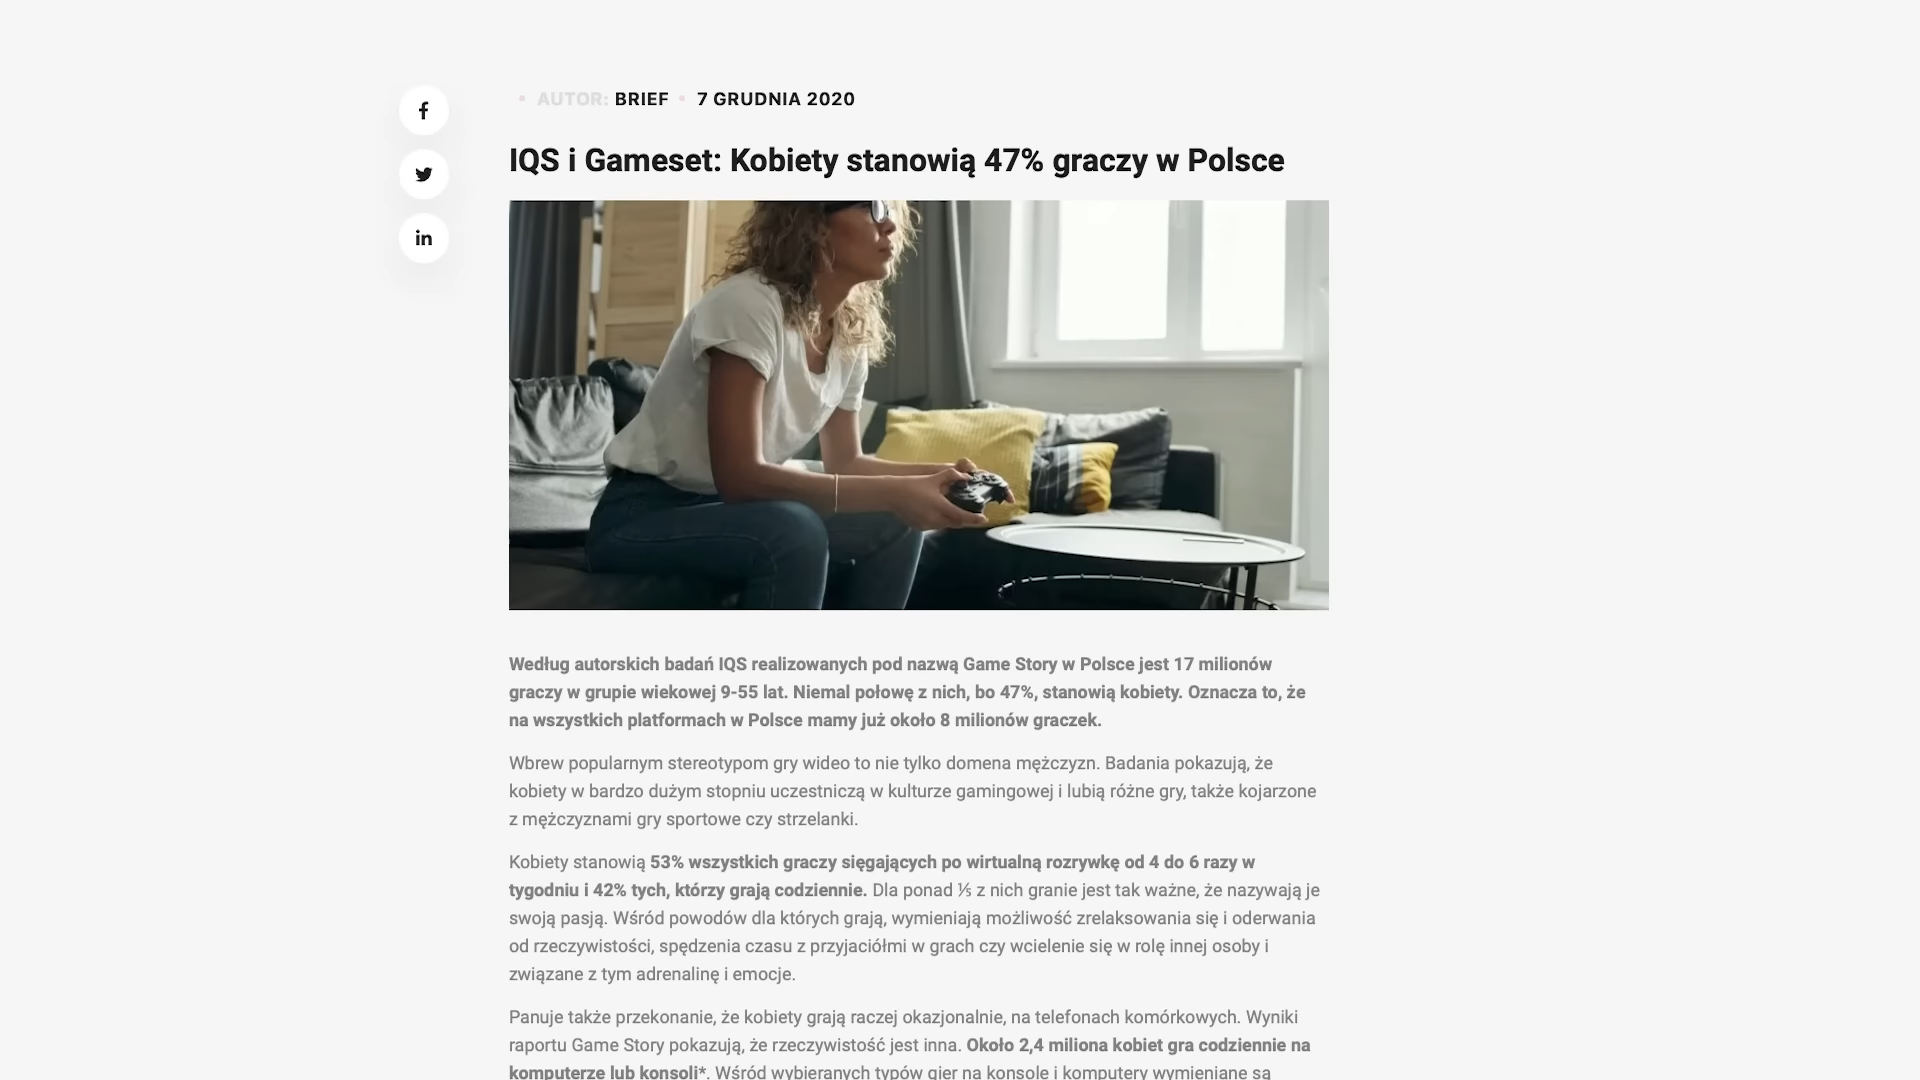 AUTOR: BRIEF • 7 GRUDNIA 2020
IQS i Gameset: Kobiety stanowią 47% graczy w Polsce
Według autorskich badań IQS realizowanych pod nazwą Game Story w Polsce jest 17 milionów
graczy w grupie wiekowej 9-55 lat. Niemal połowę z nich, bo 47%, stanowią kobiety. Oznacza to, że
na wszystkich platformach w Polsce mamy już około 8 milionów graczek.
Wbrew popularnym stereotypom gry wideo to nie tylko domena mężczyzn. Badania pokazują, że
kobiety w bardzo dużym stopniu uczestniczą w kulturze gamingowej i lubią różne gry, także kojarzone
z mężczyznami gry sportowe czy strzelanki.
Kobiety stanowią 53% wszystkich graczy sięgających po wirtualną rozrywkę od 4 do 6 razy w
tygodniu i 42% tych, którzy grają codziennie. Dla ponad ⅕ z nich granie jest tak ważne, że nazywają je
swoją pasją. Wśród powodów dla których grają, wymieniają możliwość zrelaksowania się i oderwania
od rzeczywistości, spędzenia czasu z przyjaciółmi w grach czy wcielenie się w rolę innej osoby i
związane z tym adrenalinę i emocje.
Panuje także przekonanie, że kobiety grają raczej okazjonalnie, na telefonach komórkowych. Wyniki
raportu Game Story pokazują, że rzeczywistość jest inna. Około 2,4 miliona kobiet gra codziennie na
komputerze lub konsoli*. Wśród wybieranych typów gier na konsole i komputery wymieniane są